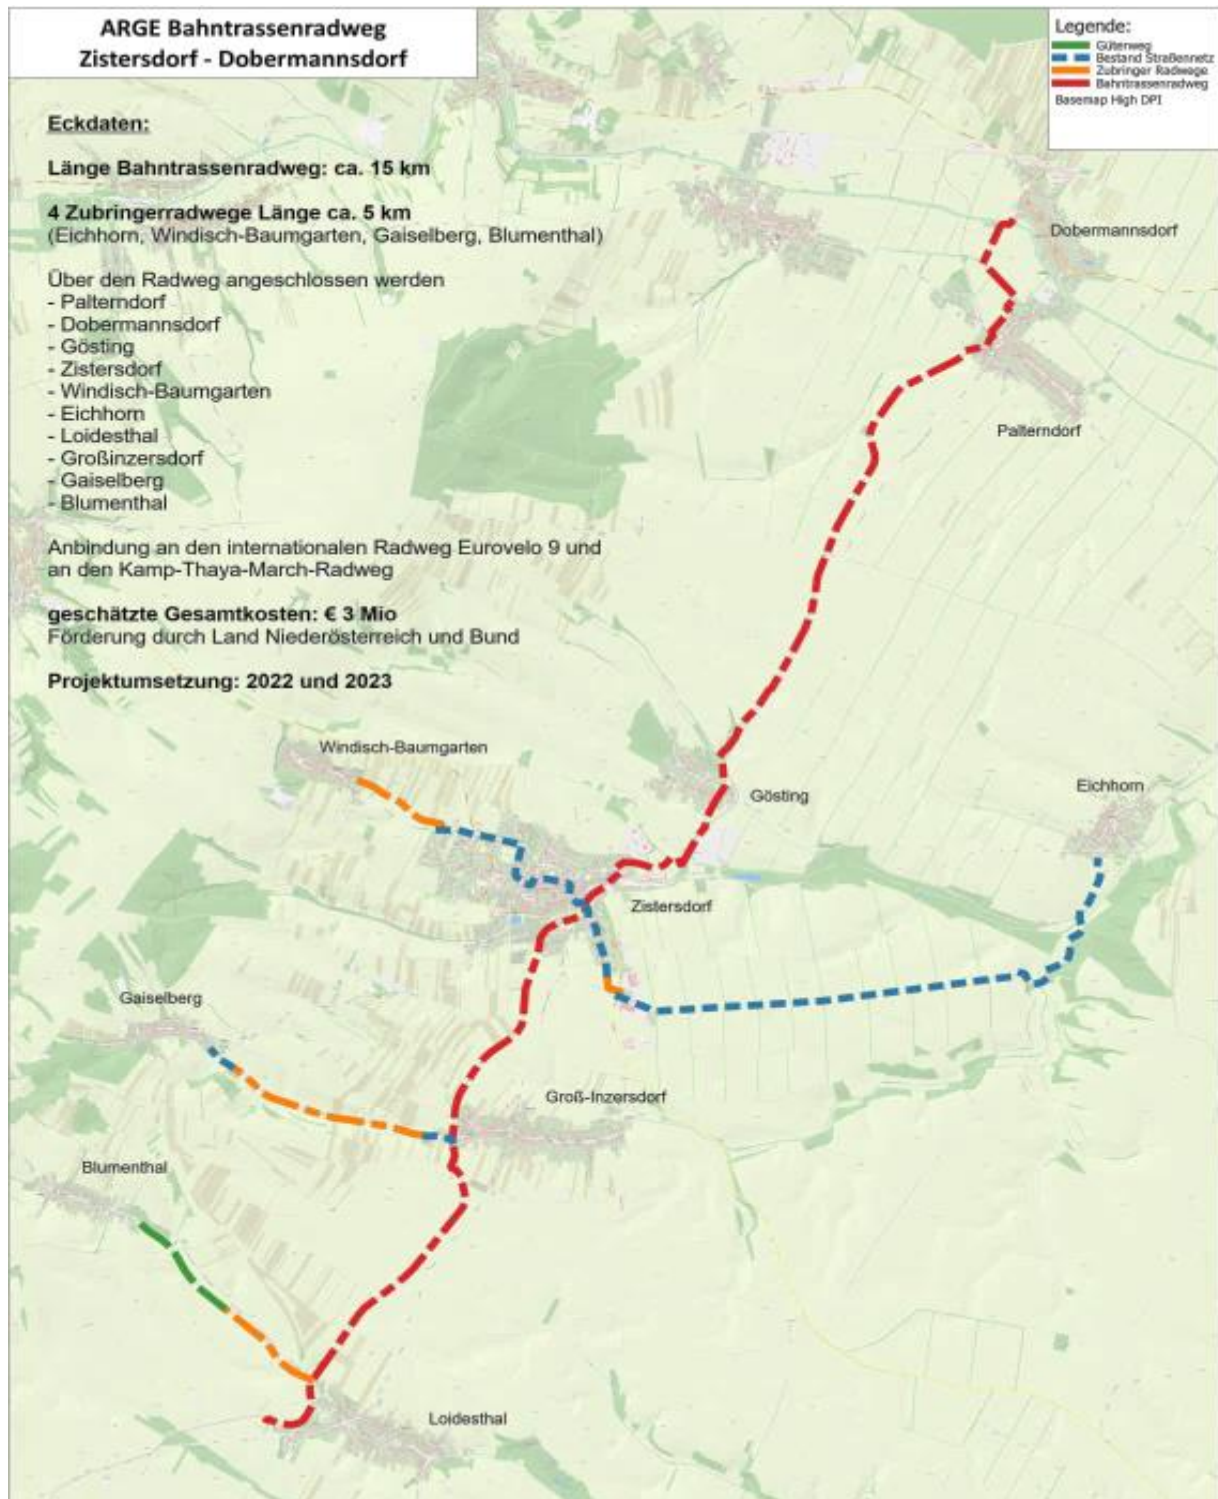 ARGE Bahntrassenradweg
Zistersdorf - Dobermannsdorf
Legende:
Güterweg
Bestand Straßennetz
Zubringer Radwege
Bahntrassenradweg
Basemap High DPI
Eckdaten:
Länge Bahntrassenradweg: ca. 15 km
4 Zubringerradwege Länge ca. 5 km
(Eichhorn, Windisch-Baumgarten, Gaiselberg, Blumenthal)
Über den Radweg angeschlossen werden
- Palterndorf
- Dobermannsdorf
- Gösting
- Zistersdorf
- Windisch-Baumgarten
- Eichhorn
- Loidesthal
- Großinzersdorf
- Gaiselberg
- Blumenthal
Anbindung an den internationalen Radweg Eurovelo 9 und
an den Kamp-Thaya-March-Radweg
geschätzte Gesamtkosten: € 3 Mio
Förderung durch Land Niederösterreich und Bund
Projektumsetzung: 2022 und 2023
Dobermannsdorf
Palterndorf
Windisch-Baumgarten
Gösting
Eichhorn
Zistersdorf
Gaiselberg
Groß-Inzersdorf
Blumenthal
Loidesthal